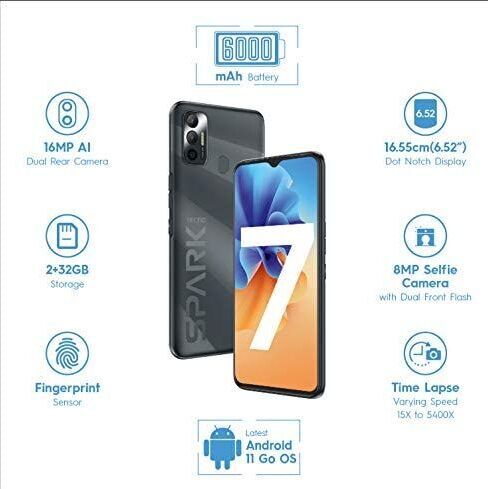 6000
mAh Battery
16MP AI
Dual Rear Camera
6.52
16.55cm(6.52”)
Dot Notch Display
2+32GB
Storage
8MP Selfie
Camera
with Dual Front Flash
Fingerprint
Sensor
Time Lapse
Varying Speed
15X to 5400X
TECNO
SPARK
7
Latest
Android
11 Go OS